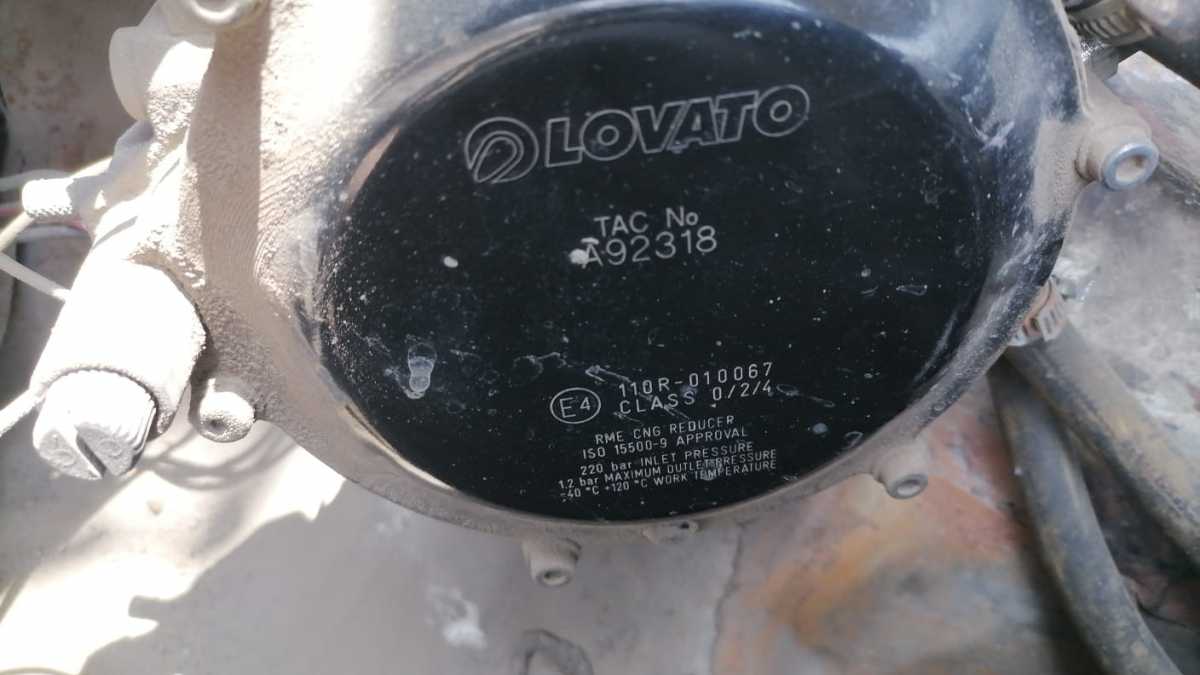 LOVATO
TAC No
A92318
E4
110R-010067
CLASS 0/2/4
RME CNG REDUCER
ISO 15500-9 APPROVAL
220 bar INLET PRESSURE
1.2 bar MAXIMUM OUTLET PRESSURE
-40 °C +120 °C WORK TEMPERATURE